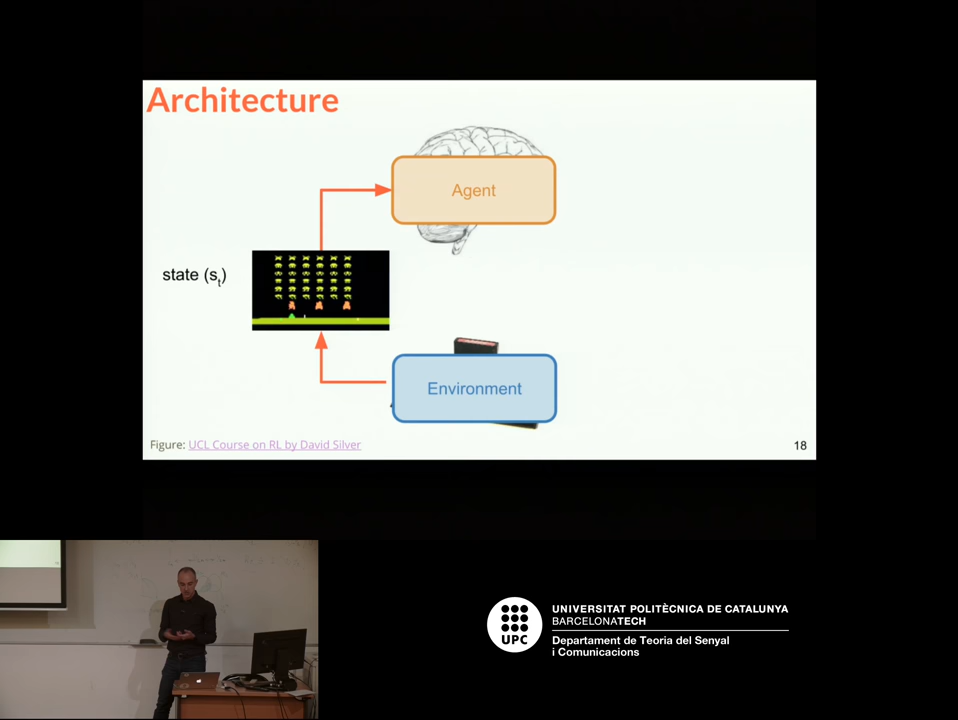 Architecture
Agent
state (st)
Environment
Figure: UCL Course on RL by David Silver
18
UPC
UNIVERSITAT POLITÈCNICA DE CATALUNYA
BARCELONATECH
Departament de Teoria del Senyal
i Comunicacions